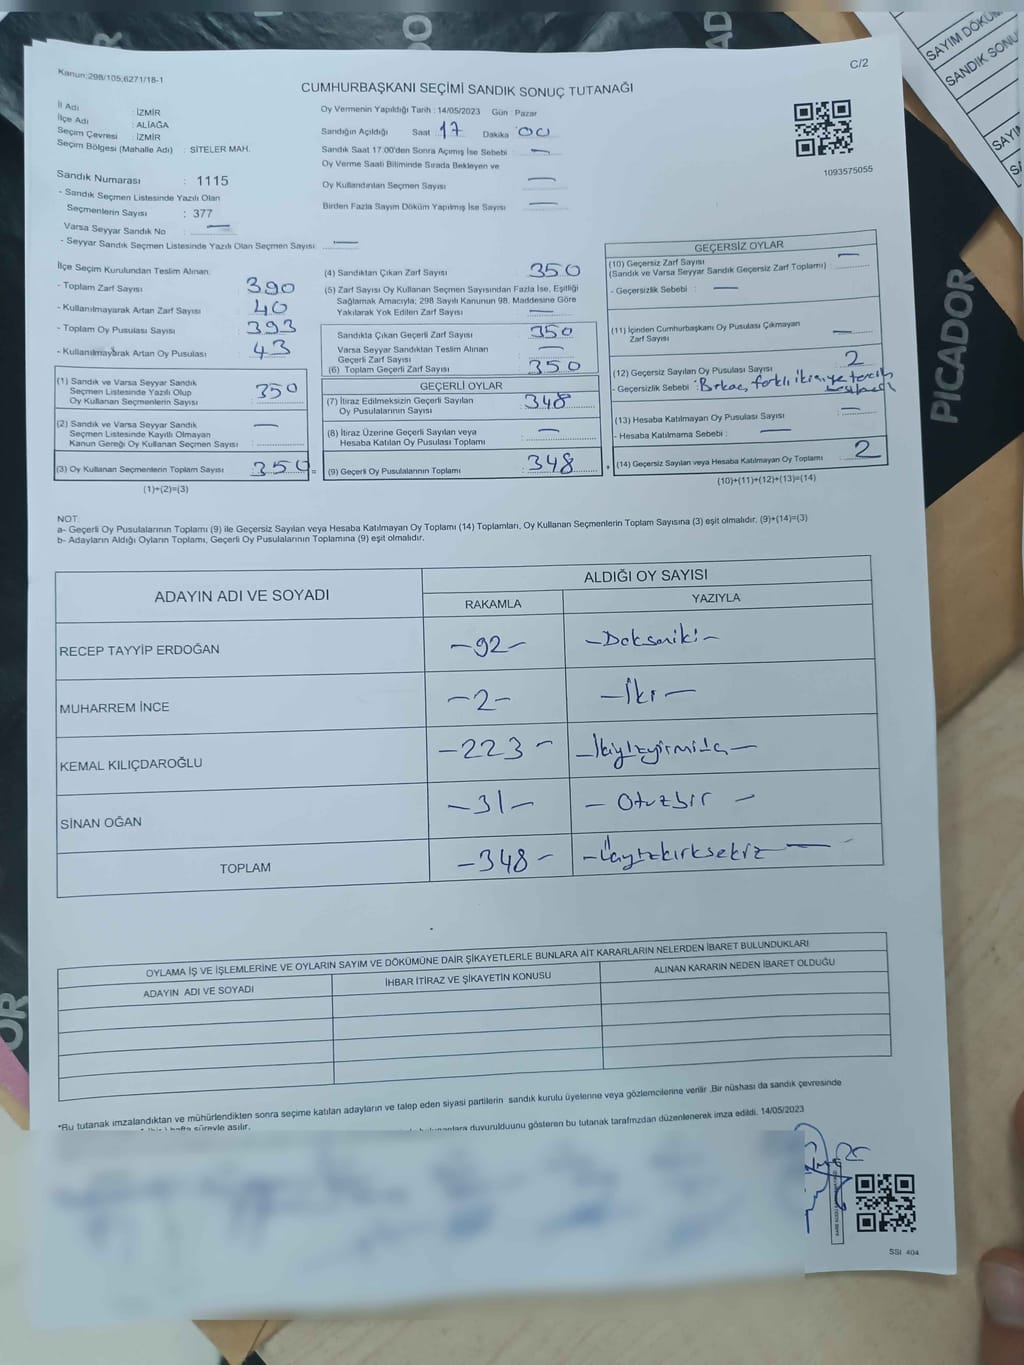 PICADOR
SAYIM DÖKÜM
SANDIK SONU
C/2
Kanun:298/105;6271/18-1
CUMHURBAŞKANI SEÇİMİ SANDIK SONUÇ TUTANAĞI
İl Adı : İZMİR
İlçe Adı : ALİAĞA
Seçim Çevresi : İZMİR
Seçim Bölgesi (Mahalle Adı) : SİTELER MAH.
Oy Vermenin Yapıldığı Tarih : 14/05/2023 Gün : Pazar
Sandığın Açıldığı Saat 17 Dakika 00
Sandık Saat 17:00'den Sonra Açımış İse Sebebi : —
Oy Verme Saati Bitiminde Sırada Bekleyen ve
Oy Kullandırılan Seçmen Sayısı —
Birden Fazla Sayım Döküm Yapılmış İse Sayısı —
1093575055
Sandık Numarası : 1115
- Sandık Seçmen Listesinde Yazılı Olan
Seçmenlerin Sayısı : 377
Varsa Seyyar Sandık No —
- Seyyar Sandık Seçmen Listesinde Yazılı Olan Seçmen Sayısı: —
İlçe Seçim Kurulundan Teslim Alınan:
- Toplam Zarf Sayısı : 390
- Kullanılmayarak Artan Zarf Sayısı : 40
- Toplam Oy Pusulası Sayısı : 393
- Kullanılmayarak Artan Oy Pusulası : 43
(1) Sandık ve Varsa Seyyar Sandık
Seçmen Listesinde Yazılı Olup
Oy Kullanan Seçmenlerin Sayısı : 350
(2) Sandık ve Varsa Seyyar Sandık
Seçmen Listesinde Kayıtlı Olmayan
Kanun Gereği Oy Kullanan Seçmen Sayısı : —
(3) Oy Kullanan Seçmenlerin Toplam Sayısı : 350 =
(1)+(2)=(3)
(4) Sandıktan Çıkan Zarf Sayısı : 350
(5) Zarf Sayısı Oy Kullanan Seçmen Sayısından Fazla İse, Eşitliği
Sağlamak Amacıyla; 298 Sayılı Kanunun 98. Maddesine Göre
Yakılarak Yok Edilen Zarf Sayısı : —
Sandıkta Çıkan Geçerli Zarf Sayısı : 350
Varsa Seyyar Sandıktan Teslim Alınan
Geçerli Zarf Sayısı : —
(6) Toplam Geçerli Zarf Sayısı : 350
GEÇERLİ OYLAR
(7) İtiraz Edilmeksizin Geçerli Sayılan
Oy Pusulalarının Sayısı : 348
(8) İtiraz Üzerine Geçerli Sayılan veya
Hesaba Katılan Oy Pusulası Toplamı : —
(9) Geçerli Oy Pusulalarının Toplamı : 348 +
GEÇERSİZ OYLAR
(10) Geçersiz Zarf Sayısı : —
(Sandık ve Varsa Seyyar Sandık Geçersiz Zarf Toplamı)
- Geçersizlik Sebebi : —
(11) İçinden Cumhurbaşkanı Oy Pusulası Çıkmayan
Zarf Sayısı : —
(12) Geçersiz Sayılan Oy Pusulası Sayısı : 2
- Geçersizlik Sebebi : Birkaç farklı tercih
(13) Hesaba Katılmayan Oy Pusulası Sayısı : —
- Hesaba Katılmama Sebebi : —
(14) Geçersiz Sayılan veya Hesaba Katılmayan Oy Toplamı : 2
(10)+(11)+(12)+(13)=(14)
NOT:
a- Geçerli Oy Pusulalarının Toplamı (9) ile Geçersiz Sayılan veya Hesaba Katılmayan Oy Toplamı (14) Toplamları, Oy Kullanan Seçmenlerin Toplam Sayısına (3) eşit olmalıdır. (9)+(14)=(3)
b- Adayların Aldığı Oyların Toplamı, Geçerli Oy Pusulalarının Toplamına (9) eşit olmalıdır.
ADAYIN ADI VE SOYADI
ALDIĞI OY SAYISI
RAKAMLA YAZIYLA
RECEP TAYYİP ERDOĞAN -92- -Doksaniki-
MUHARREM İNCE -2- -İki-
KEMAL KILIÇDAROĞLU -223- -İkiyüzyirmiüç-
SİNAN OĞAN -31- -Otuzbir-
TOPLAM -348- -Üçyüzkırksekiz-
OYLAMA İŞ VE İŞLEMLERİNE VE OYLARIN SAYIM VE DÖKÜMÜNE DAİR ŞİKAYETLERLE BUNLARA AİT KARARLARIN NELERDEN İBARET BULUNDUKLARI
ADAYIN ADI VE SOYADI İHBAR İTİRAZ VE ŞİKAYETİN KONUSU ALINAN KARARIN NEDEN İBARET OLDUĞU
*Bu tutanak imzalandıktan ve mühürlendikten sonra seçime katılan adayların ve talep eden siyasi partilerin sandık kurulu üyelerine veya gözlemcilerine verilir .Bir nüshası da sandık çevresinde
hafta süreyle asılır.
duyurulduunu gösteren bu tutanak tarafmzdan düzenlenerek imza edildi. 14/05/2023
SSI 404